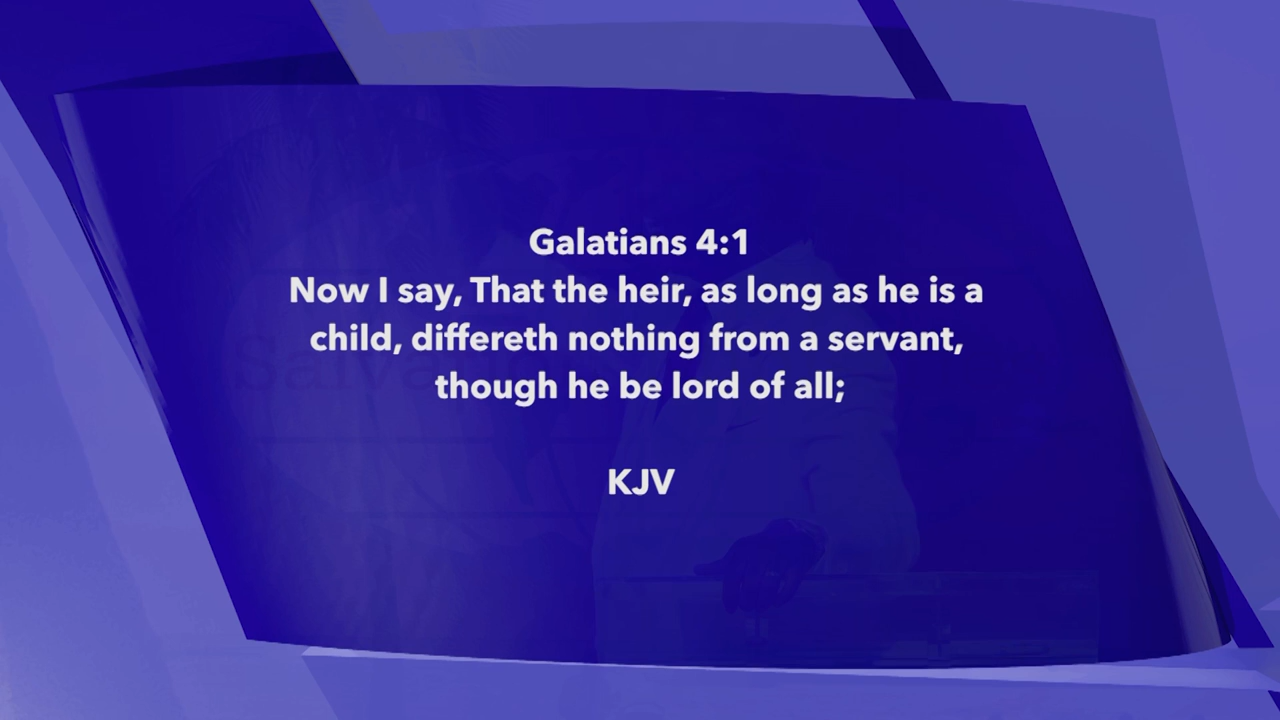 Galatians 4:1
Now I say, That the heir, as long as he is a
child, differeth nothing from a servant,
though he be lord of all;
KJV